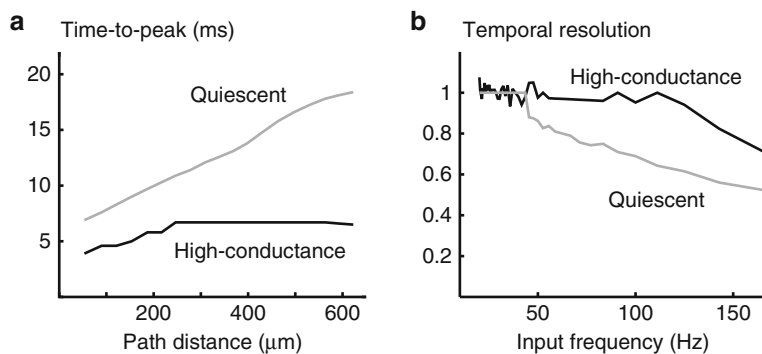 a
Time-to-peak (ms)
20
15
10
5
Quiescent
High-conductance
200
400
600
Path distance (μm)
b
Temporal resolution
1
0.8
0.6
0.4
0.2
High-conductance
Quiescent
50
100
150
Input frequency (Hz)